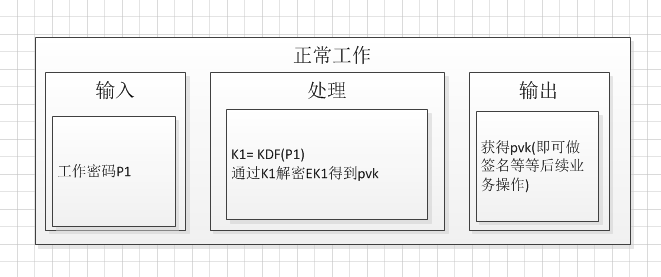 正常工作
输入
处理
输出
工作密码P1
K1= KDF(P1)
通过K1解密EK1得到pvk
获得pvk(即可做
签名等等后续业
务操作)